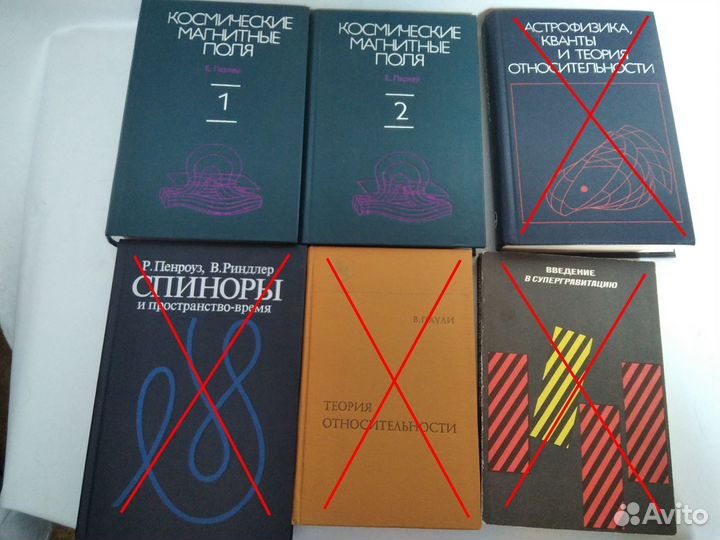 КОСМИЧЕСКИЕ
МАГНИТНЫЕ
ПОЛЯ
Е. Паркер
1
КОСМИЧЕСКИЕ
МАГНИТНЫЕ
ПОЛЯ
Е. Паркер
2
АСТРОФИЗИКА,
КВАНТЫ
И ТЕОРИЯ
ОТНОСИТЕЛЬНОСТИ
Р. Пенроуз, В. Риндлер
СПИНОРЫ
и пространство-время
В. ПАУЛИ
ТЕОРИЯ
ОТНОСИТЕЛЬНОСТИ
ВВЕДЕНИЕ
В СУПЕРГРАВИТАЦИЮ
Avito